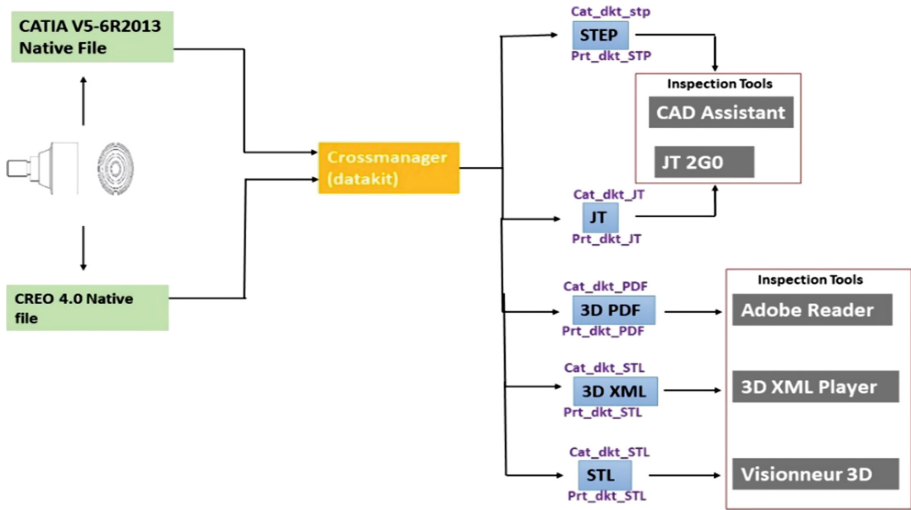 CATIA V5-6R2013
Native File
CREO 4.0 Native
file
Crossmanager
(datakit)
Cat_dkt_stp
STEP
Prt_dkt_STP
Inspection Tools
CAD Assistant
JT 2G0
Cat_dkt_JT
JT
Prt_dkt_JT
Cat_dkt_PDF
3D PDF
Prt_dkt_PDF
Cat_dkt_STL
3D XML
Prt_dkt_STL
Cat_dkt_STL
STL
Prt_dkt_STL
Inspection Tools
Adobe Reader
3D XML Player
Visionneur 3D